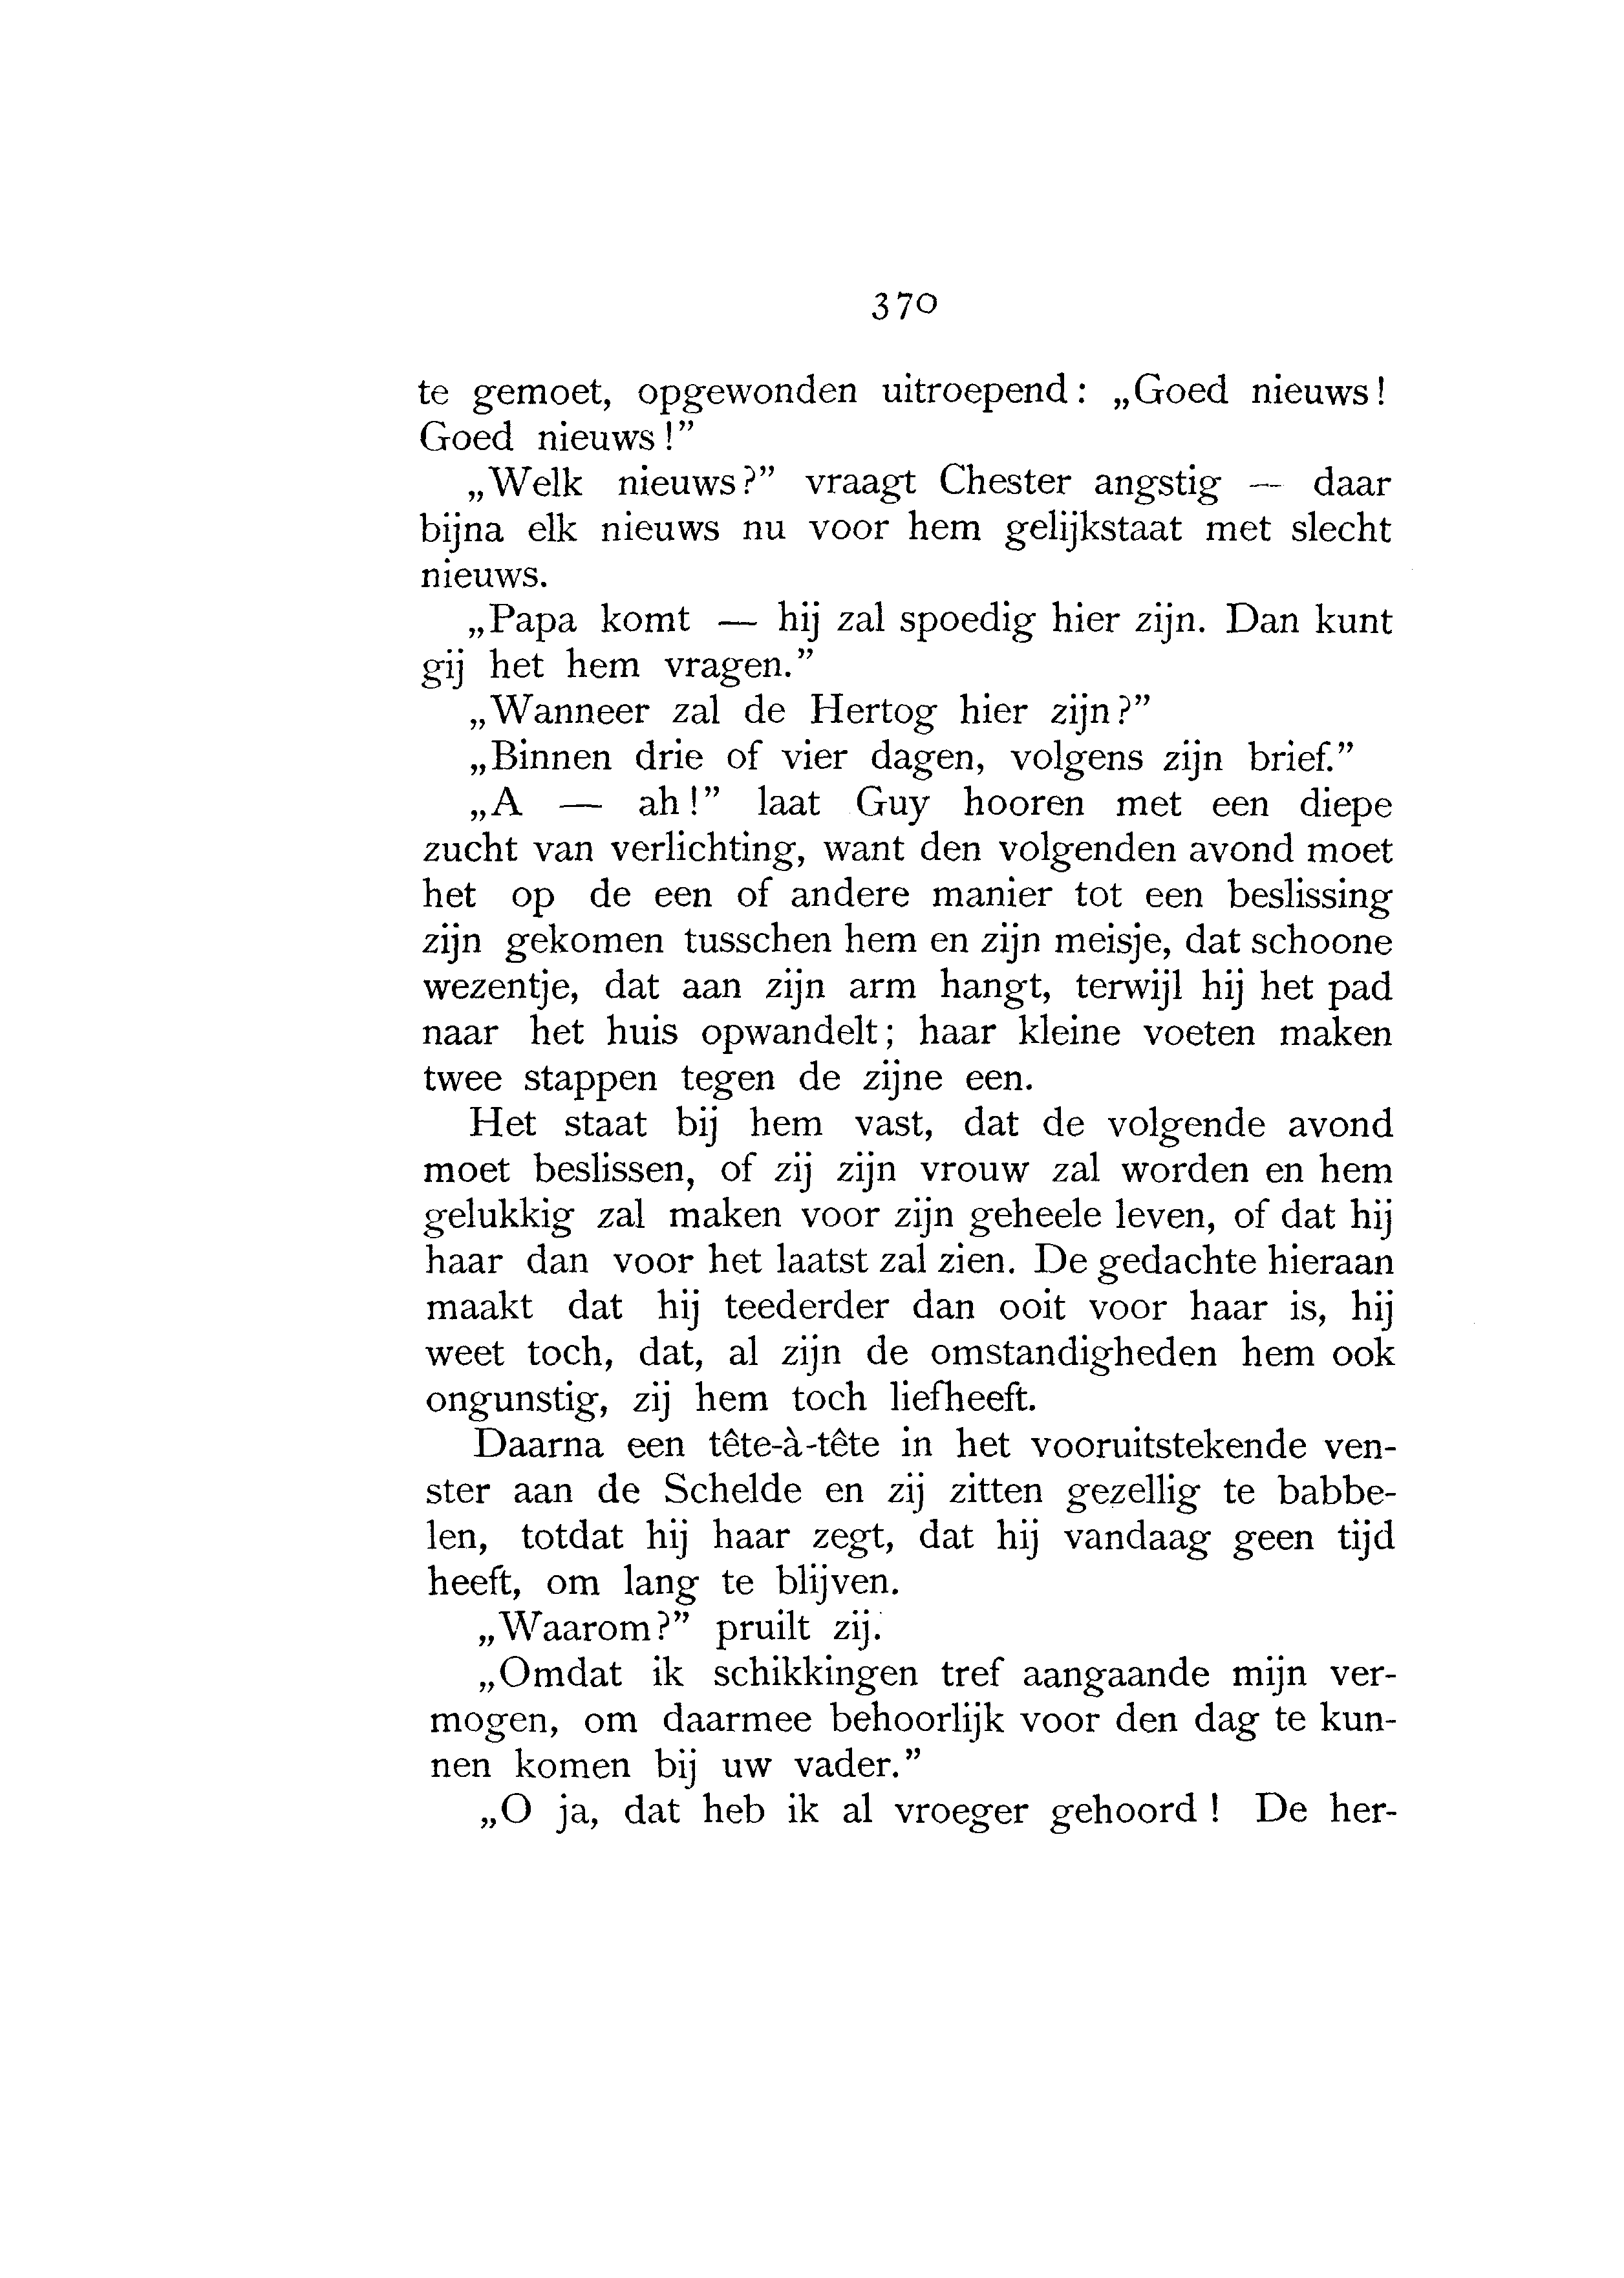 370
te gemoet, opgewonden uitroepend: „Goed nieuws!
Goed nieuws!”
„Welk nieuws?” vraagt Chester angstig — daar
bijna elk nieuws nu voor hem gelijkstaat met slecht
nieuws.
„Papa komt — hij zal spoedig hier zijn. Dan kunt
gij het hem vragen.”
„Wanneer zal de Hertog hier zijn?”
„Binnen drie of vier dagen, volgens zijn brief.”
„A — ah!” laat Guy hooren met een diepe
zucht van verlichting, want den volgenden avond moet
het op de een of andere manier tot een beslissing
zijn gekomen tusschen hem en zijn meisje, dat schoone
wezentje, dat aan zijn arm hangt, terwijl hij het pad
naar het huis opwandelt; haar kleine voeten maken
twee stappen tegen de zijne een.
Het staat bij hem vast, dat de volgende avond
moet beslissen, of zij zijn vrouw zal worden en hem
gelukkig zal maken voor zijn geheele leven, of dat hij
haar dan voor het laatst zal zien. De gedachte hieraan
maakt dat hij teederder dan ooit voor haar is, hij
weet toch, dat, al zijn de omstandigheden hem ook
ongunstig, zij hem toch liefheeft.
Daarna een tête-à-tête in het vooruitstekende ven-
ster aan de Schelde en zij zitten gezellig te babbe-
len, totdat hij haar zegt, dat hij vandaag geen tijd
heeft, om lang te blijven.
„Waarom?” pruilt zij.
„Omdat ik schikkingen tref aangaande mijn ver-
mogen, om daarmee behoorlijk voor den dag te kun-
nen komen bij uw vader.”
„O ja, dat heb ik al vroeger gehoord! De her-